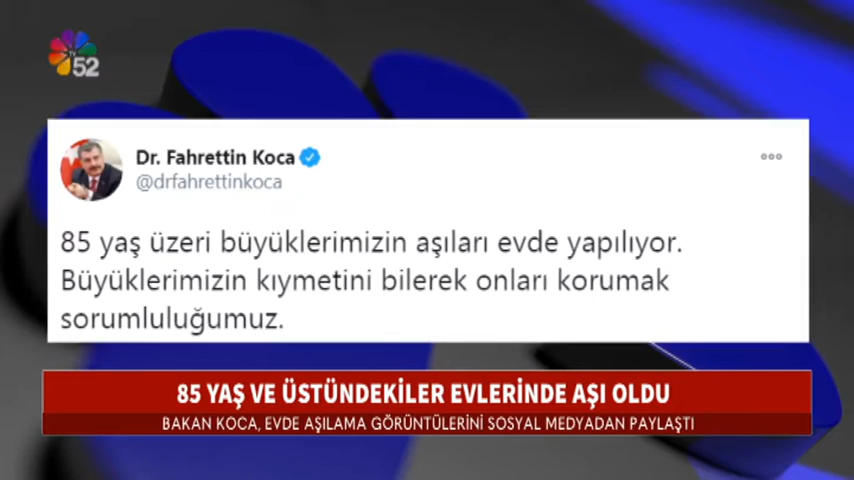 TV
52
Dr. Fahrettin Koca
@drfahrettinkoca
85 yaş üzeri büyüklerimizin aşıları evde yapılıyor.
Büyüklerimizin kıymetini bilerek onları korumak
sorumluluğumuz.
85 YAŞ VE ÜSTÜNDEKİLER EVLERİNDE AŞI OLDU
BAKAN KOCA, EVDE AŞILAMA GÖRÜNTÜLERİNİ SOSYAL MEDYADAN PAYLAŞTI